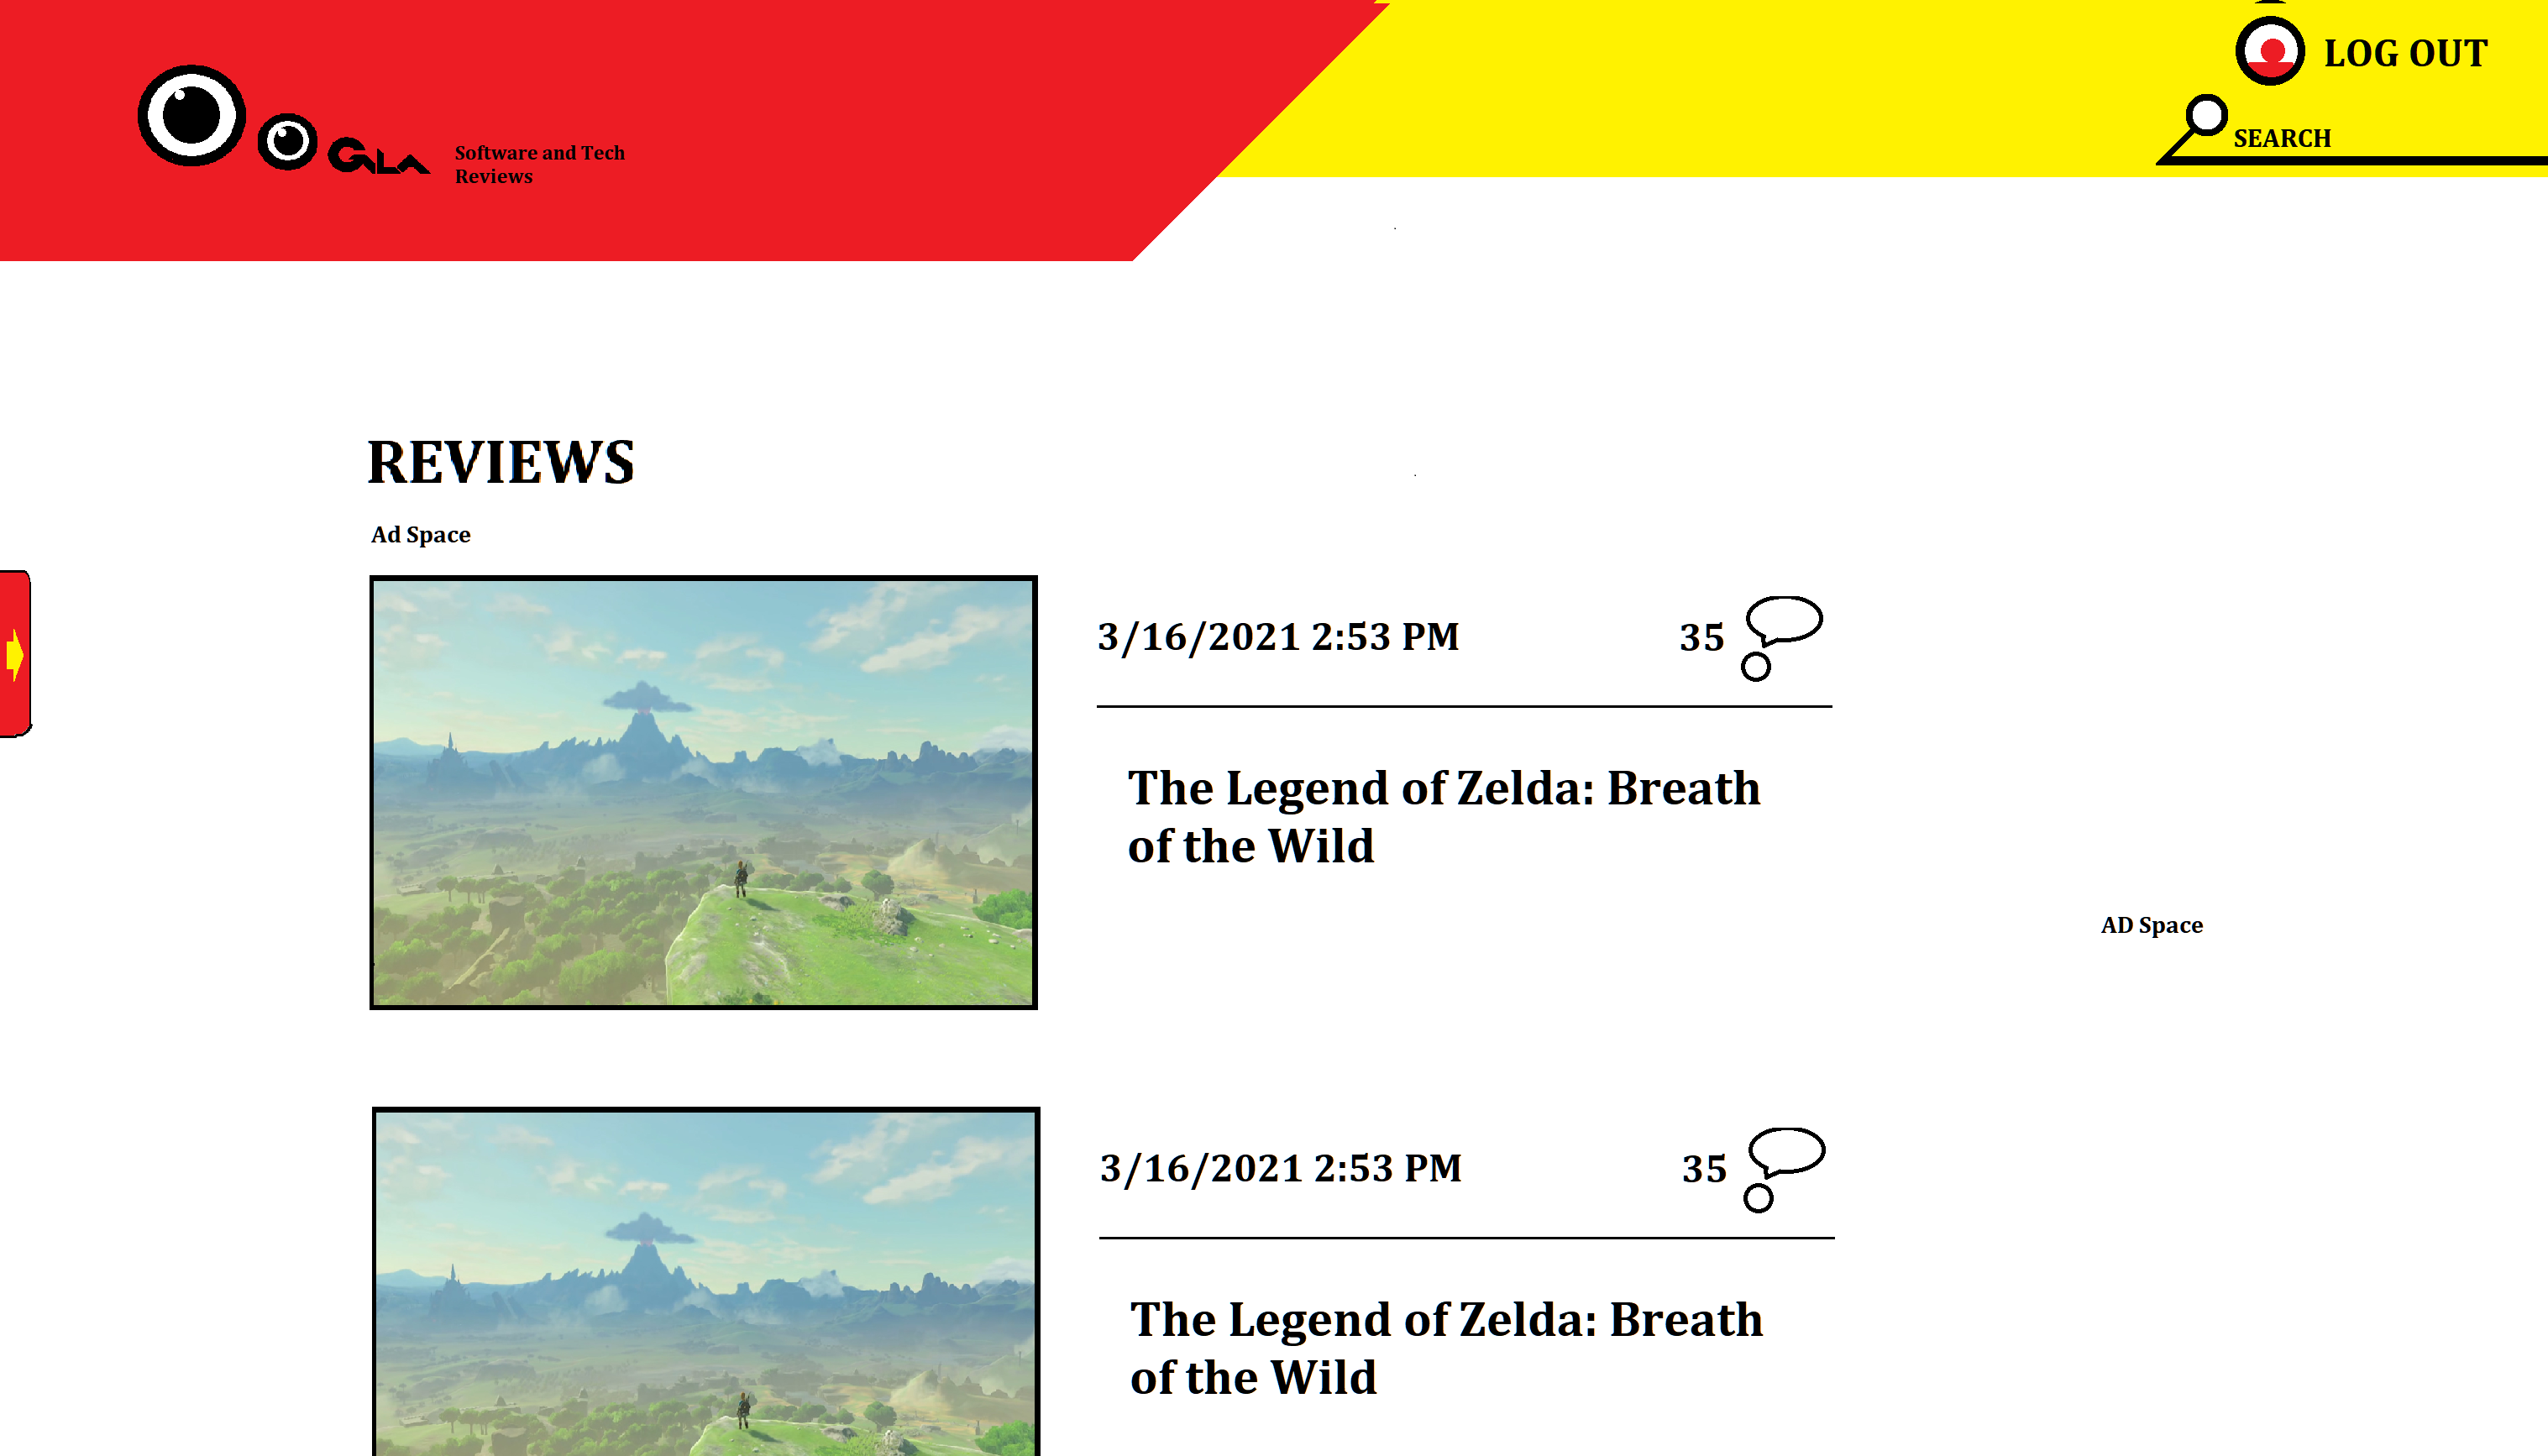 GLA
Software and Tech
Reviews
LOG OUT
SEARCH
REVIEWS
Ad Space
3/16/2021 2:53 PM
35
The Legend of Zelda: Breath
of the Wild
AD Space
3/16/2021 2:53 PM
35
The Legend of Zelda: Breath
of the Wild